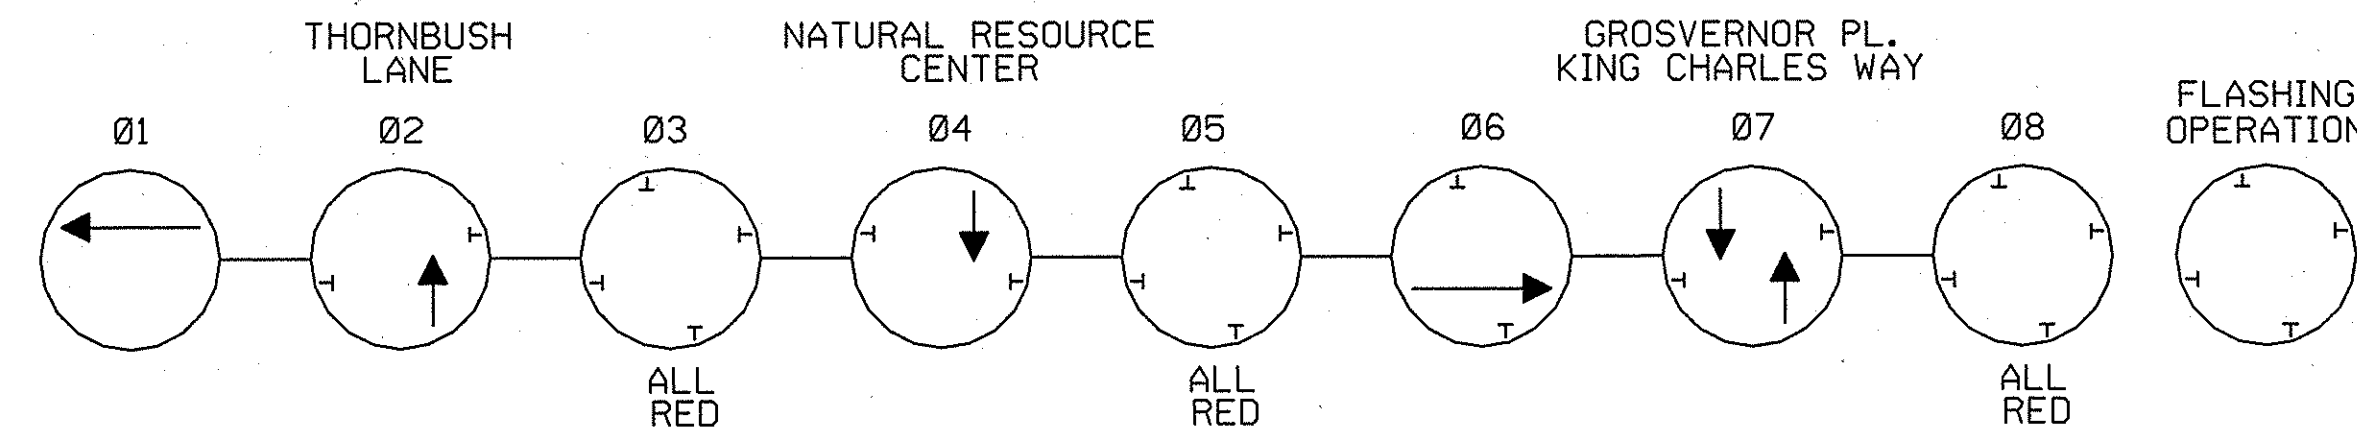 THORNBUSH
LANE
NATURAL RESOURCE
CENTER
GROSVERNOR PL.
KING CHARLES WAY
FLASHING
OPERATION
Ø1
Ø2
Ø3
Ø4
Ø5
Ø6
Ø7
Ø8
ALL
RED
ALL
RED
ALL
RED